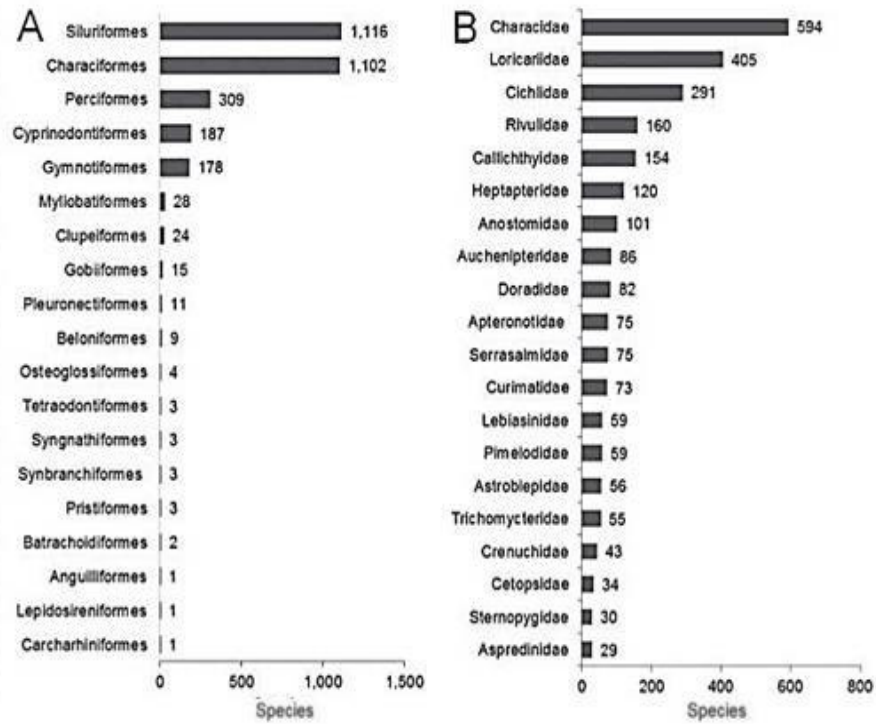 A
Siluriformes 1,116
Characiformes 1,102
Perciformes 309
Cyprinodontiformes 187
Gymnotiformes 178
Myliobatiformes 28
Clupeiformes 24
Gobiiformes 15
Pleuronectiformes 11
Beloniformes 9
Osteoglossiformes 4
Tetraodontiformes 3
Syngnathiformes 3
Synbranchiformes 3
Pristiformes 3
Batrachoidiformes 2
Anguilliformes 1
Lepidosireniformes 1
Carcharhiniformes 1
0 500 1,000 1,500
Species
B
Characidae 594
Loricariidae 405
Cichlidae 291
Rivulidae 160
Callichthyidae 154
Heptapteridae 120
Anostomidae 101
Auchenipteridae 86
Doradidae 82
Apteronotidae 75
Serrasalmidae 75
Curimatidae 73
Lebiasinidae 59
Pimelodidae 59
Astroblepidae 56
Trichomycteridae 55
Crenuchidae 43
Cetopsidae 34
Sternopygidae 30
Aspredinidae 29
0 200 400 600 800
Species